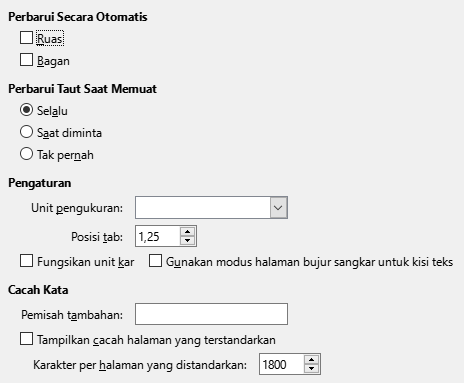 Perbarui Secara Otomatis
Ruas
Bagan
Perbarui Taut Saat Memuat
Selalu
Saat diminta
Tak pernah
Pengaturan
Unit pengukuran:
Posisi tab: 1,25
Fungsikan unit kar Gunakan modus halaman bujur sangkar untuk kisi teks
Cacah Kata
Pemisah tambahan:
Tampilkan cacah halaman yang terstandarkan
Karakter per halaman yang distandarkan: 1800